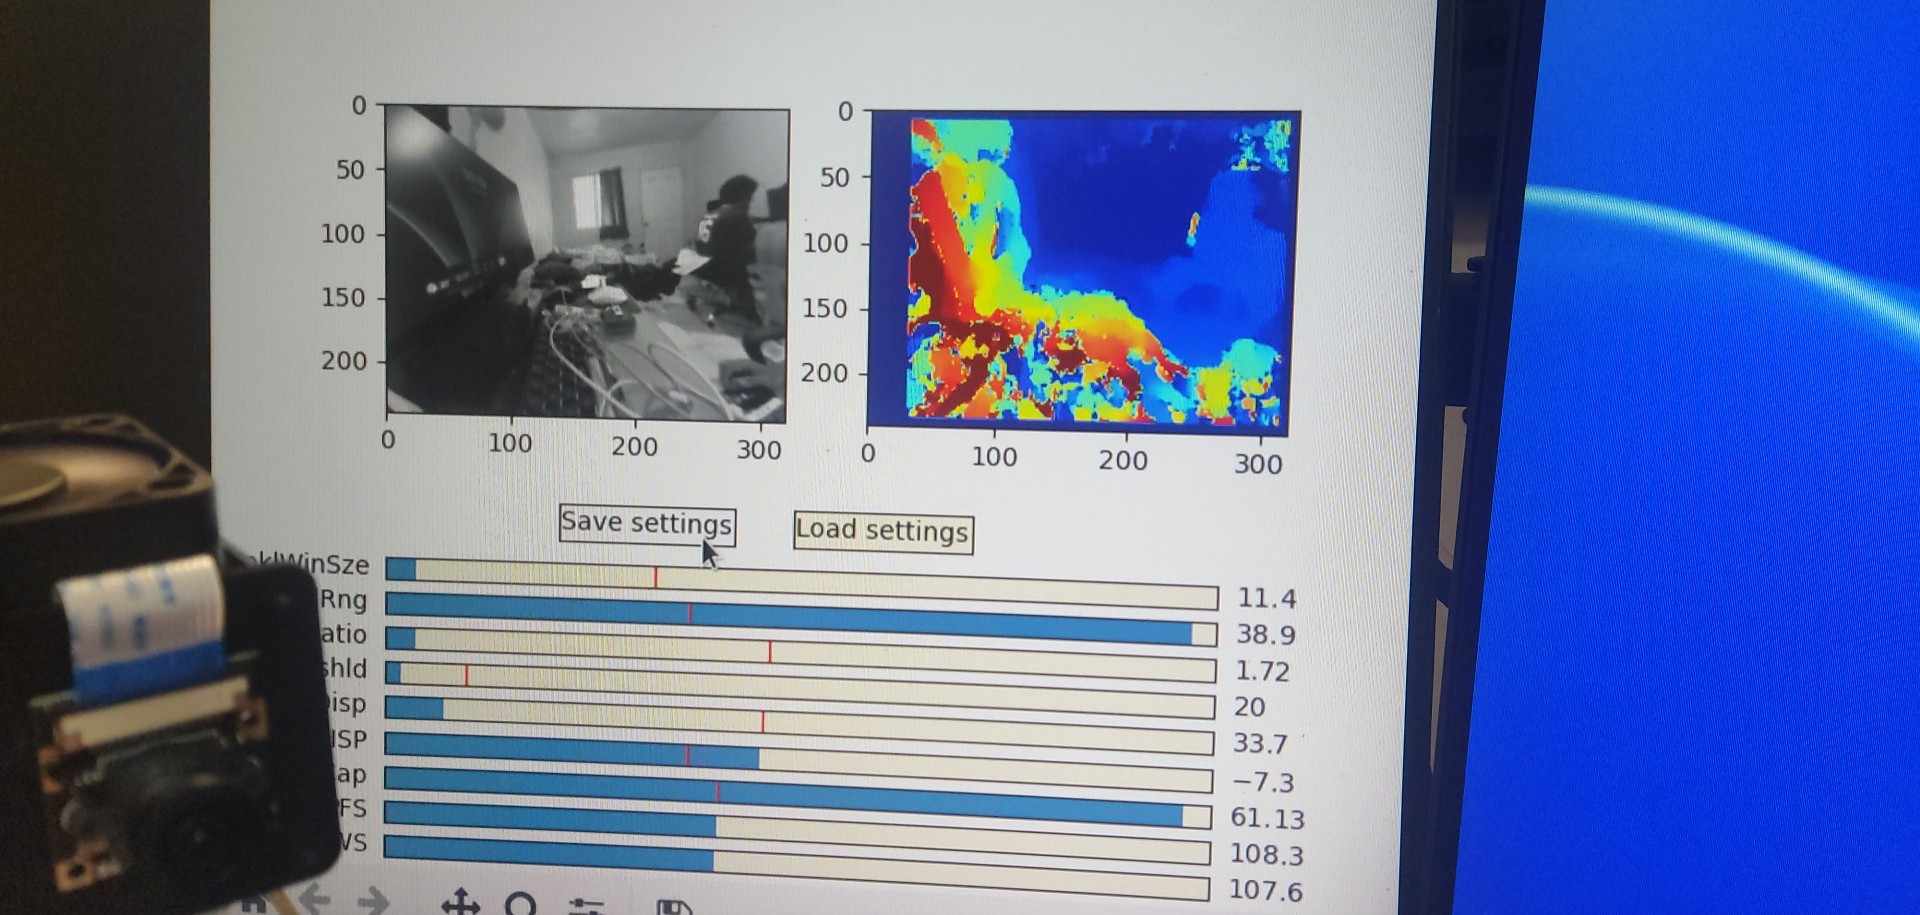 0
50
100
150
200
0 100 200 300
0
50
100
150
200
0 100 200 300
Save settings
Load settings
WinSze 11.4
Rng 38.9
atio 1.72
shld 20
isp 33.7
SP −7.3
ap 61.13
FS 108.3
WS 107.6